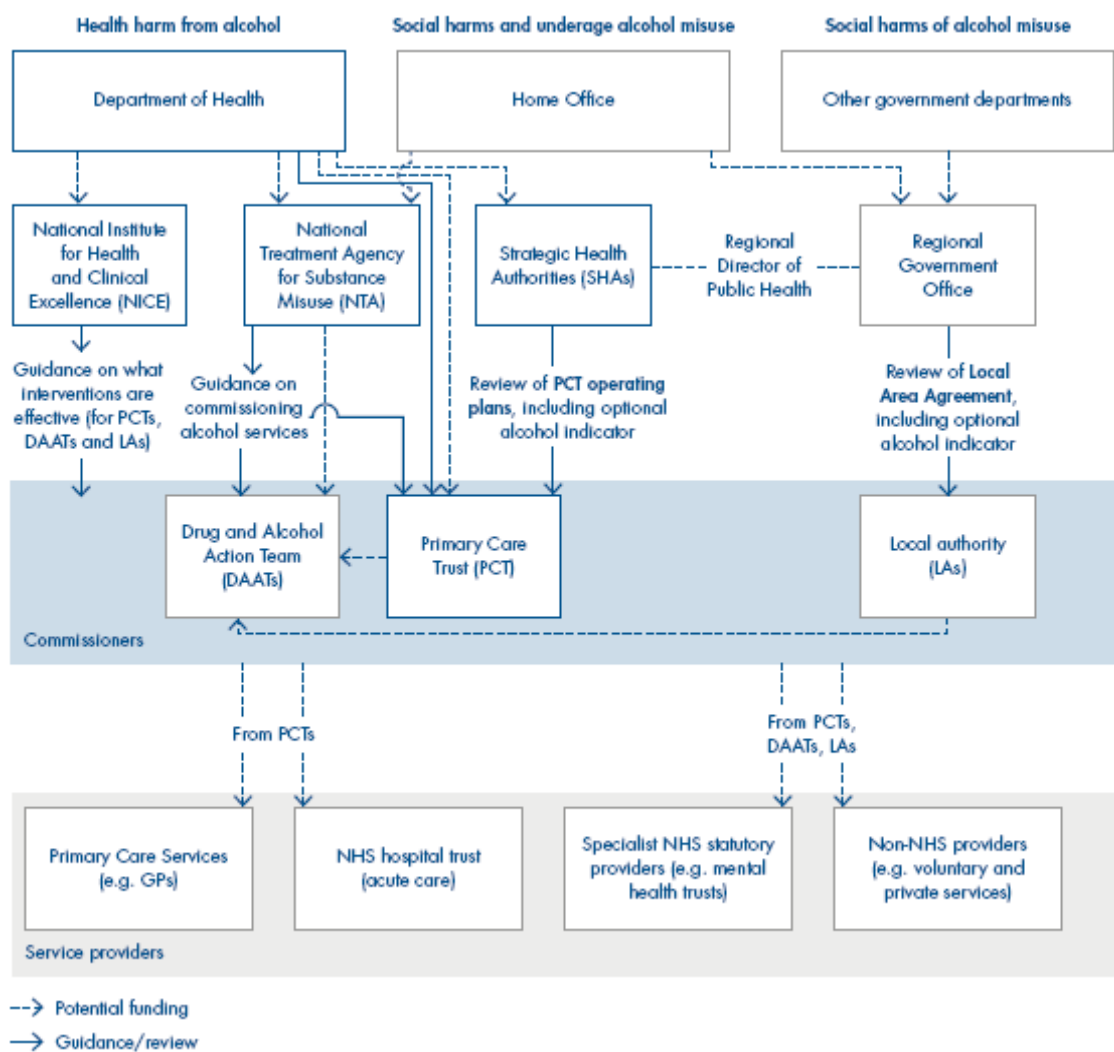 Health harm from alcohol
Social harms and underage alcohol misuse
Social harms of alcohol misuse
Department of Health
Home Office
Other government departments
National Institute
for Health
and Clinical
Excellence (NICE)
National
Treatment Agency
for Substance
Misuse (NTA)
Strategic Health
Authorities (SHAs)
Regional
Director of
Public Health
Regional
Government
Office
Guidance on what
interventions are
effective (for PCTs,
DAATs and LAs)
Guidance on
commissioning
alcohol services
Review of PCT operating
plans, including optional
alcohol indicator
Review of Local
Area Agreement,
including optional
alcohol indicator
Drug and Alcohol
Action Team
(DAATs)
Primary Care
Trust (PCT)
Local authority
(LAs)
Commissioners
From PCTs
From PCTs,
DAATs, LAs
Primary Care Services
(e.g. GPs)
NHS hospital trust
(acute care)
Specialist NHS statutory
providers (e.g. mental
health trusts)
Non-NHS providers
(e.g. voluntary and
private services)
Service providers
Potential funding
Guidance/review